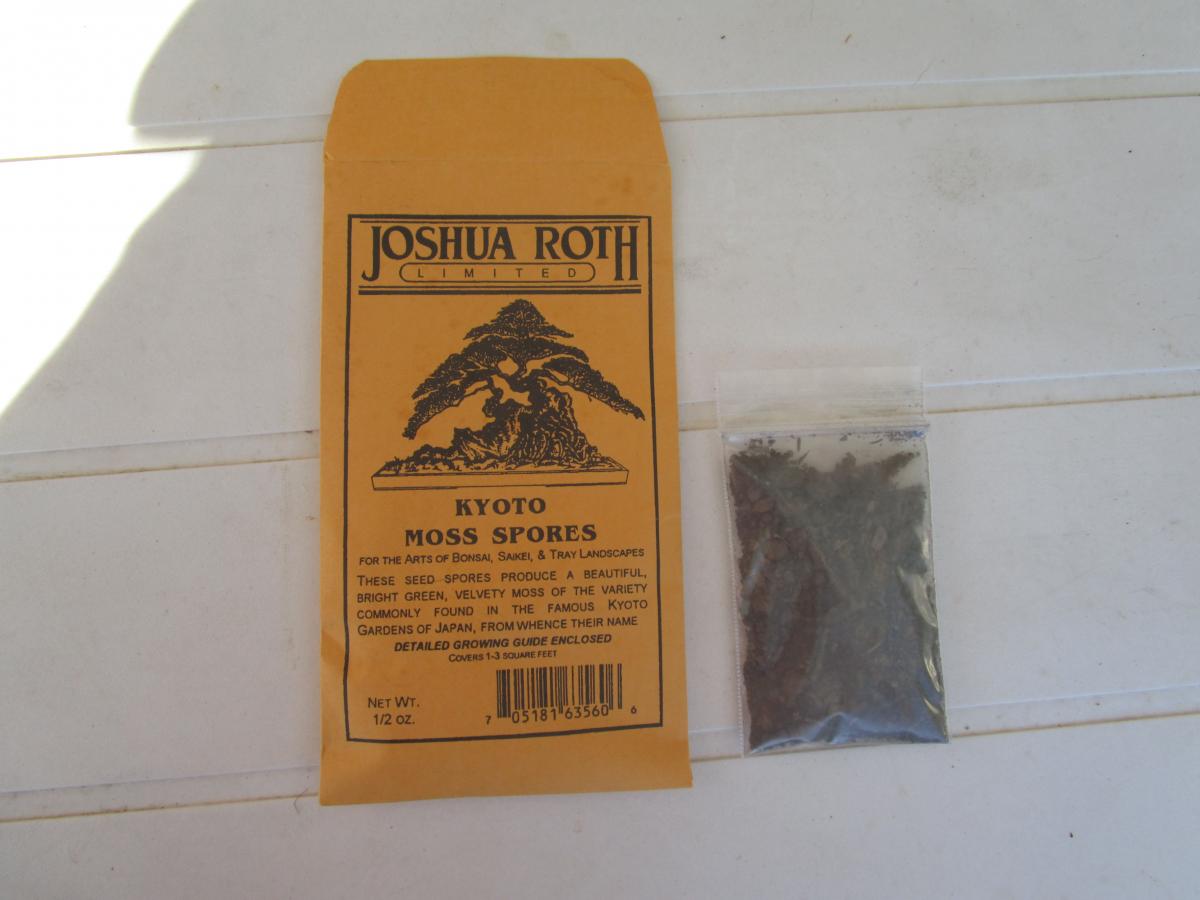 JOSHUA ROTH
LIMITED
KYOTO
MOSS SPORES
FOR THE ARTS OF BONSAI, SAIKEI, & TRAY LANDSCAPES
THESE SEED SPORES PRODUCE A BEAUTIFUL,
BRIGHT GREEN, VELVETY MOSS OF THE VARIETY
COMMONLY FOUND IN THE FAMOUS KYOTO
GARDENS OF JAPAN, FROM WHENCE THEIR NAME
DETAILED GROWING GUIDE ENCLOSED
COVERS 1-3 SQUARE FEET
NET WT.
1/2 OZ.
7 05181 63560 6